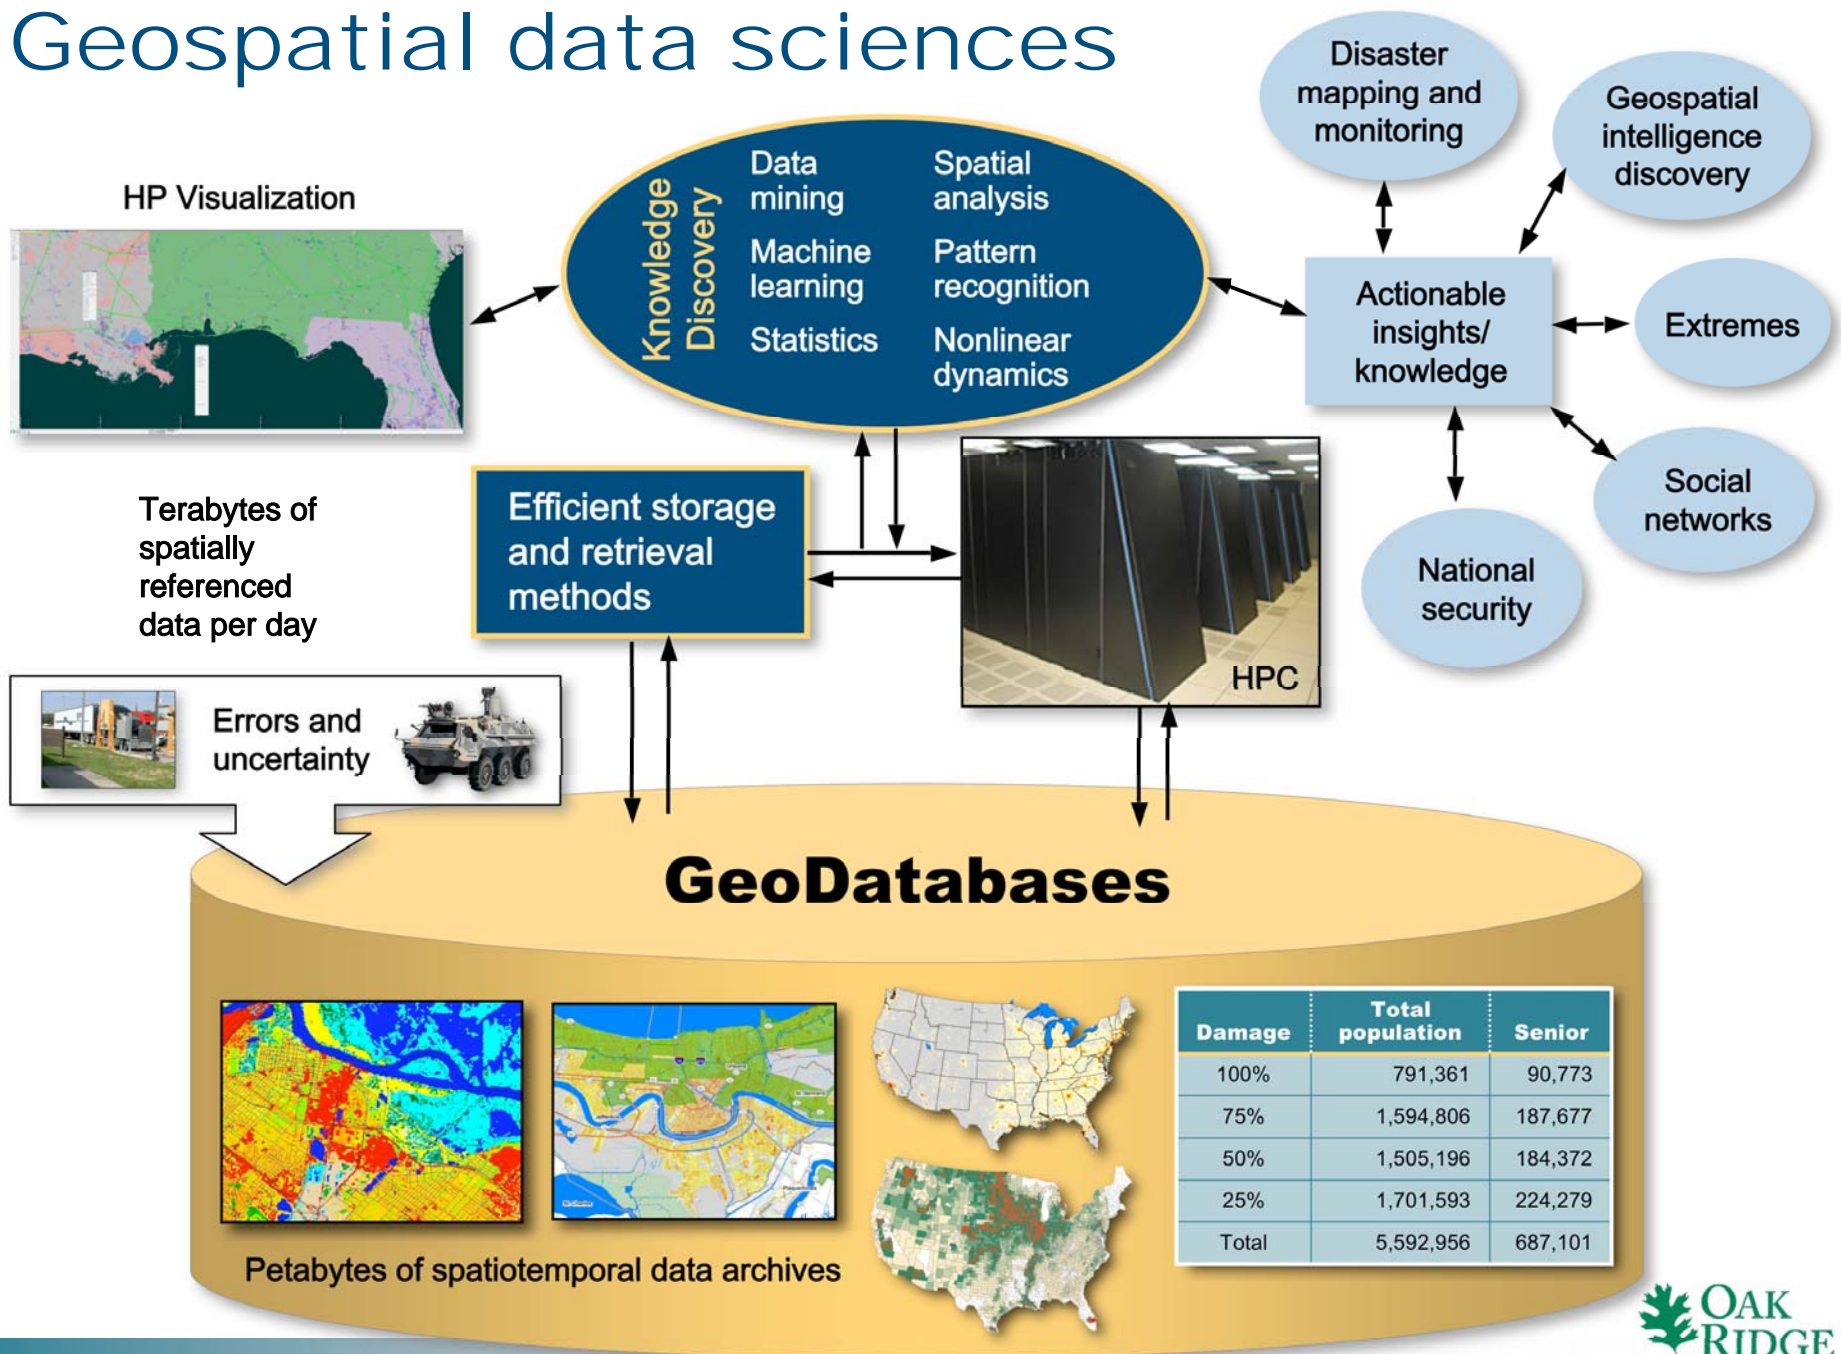 Geospatial data sciences
HP Visualization
Knowledge
Discovery
Data
mining
Machine
learning
Statistics
Spatial
analysis
Pattern
recognition
Nonlinear
dynamics
Disaster
mapping and
monitoring
Geospatial
intelligence
discovery
Actionable
insights/
knowledge
Extremes
Social
networks
National
security
Terabytes of
spatially
referenced
data per day
Efficient storage
and retrieval
methods
HPC
Errors and
uncertainty
GeoDatabases
Petabytes of spatiotemporal data archives
Damage Total population Senior
100% 791,361 90,773
75% 1,594,806 187,677
50% 1,505,196 184,372
25% 1,701,593 224,279
Total 5,592,956 687,101
OAK
RIDGE